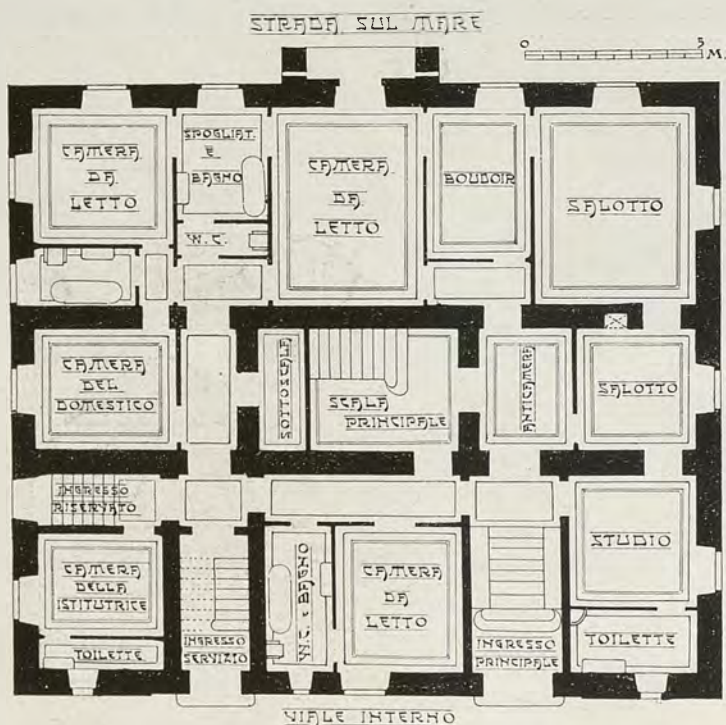 STRADA SUL MARE
0 5 M.
CAMERA
DA
LETTO
SPOGLIAT.
E
BAGNO
W.C.
CAMERA
DA
LETTO
BOUDOIR
SALOTTO
CAMERA
DEL
DOMESTICO
SOTTOSCALA
SCALA
PRINCIPALE
ANTICAMERA
SALOTTO
INGRESSO
RISERVATO
CAMERA
DELLA
ISTITUTRICE
TOILETTE
INGRESSO
SERVIZIO
W.C. E BAGNO
CAMERA
DA
LETTO
INGRESSO
PRINCIPALE
STUDIO
TOILETTE
VIALE INTERNO